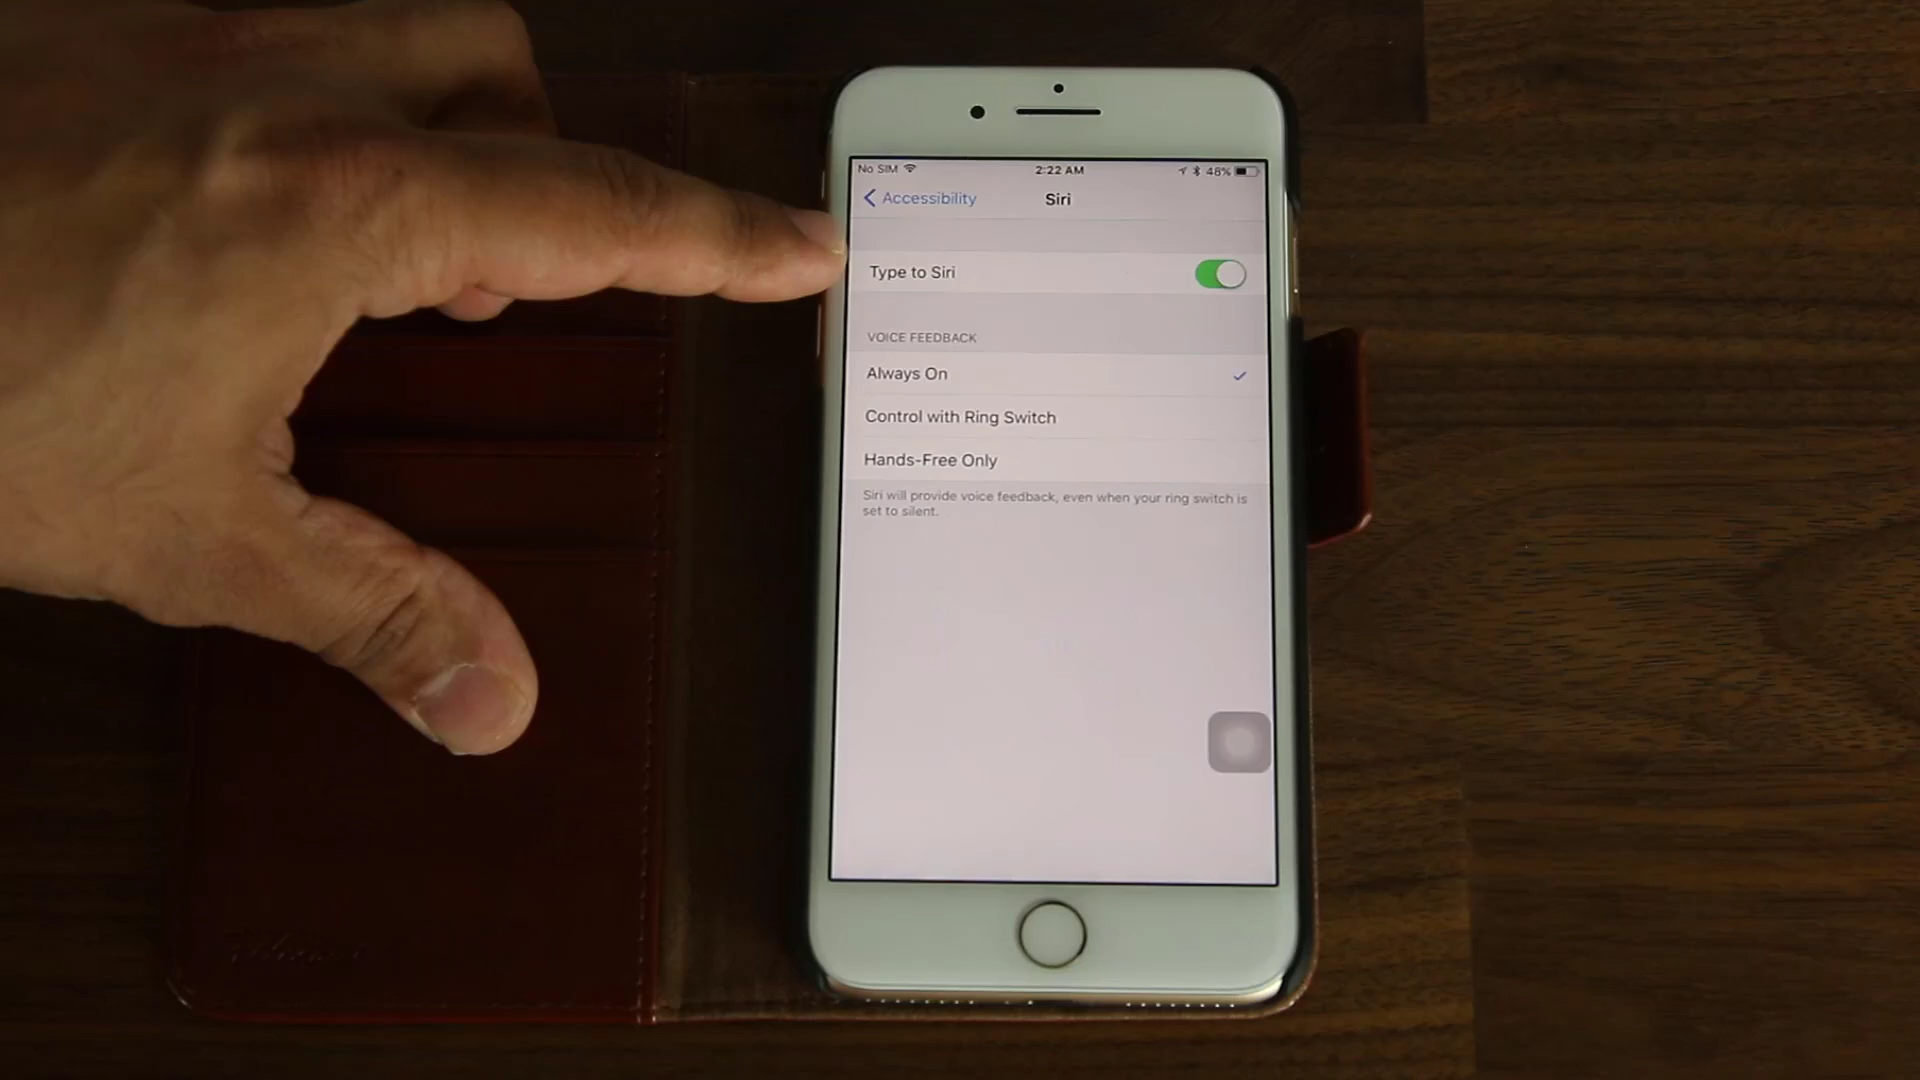 No SIM 2:22 AM 48%
Accessibility Siri
Type to Siri
VOICE FEEDBACK
Always On
Control with Ring Switch
Hands-Free Only
Siri will provide voice feedback, even when your ring switch is
set to silent.